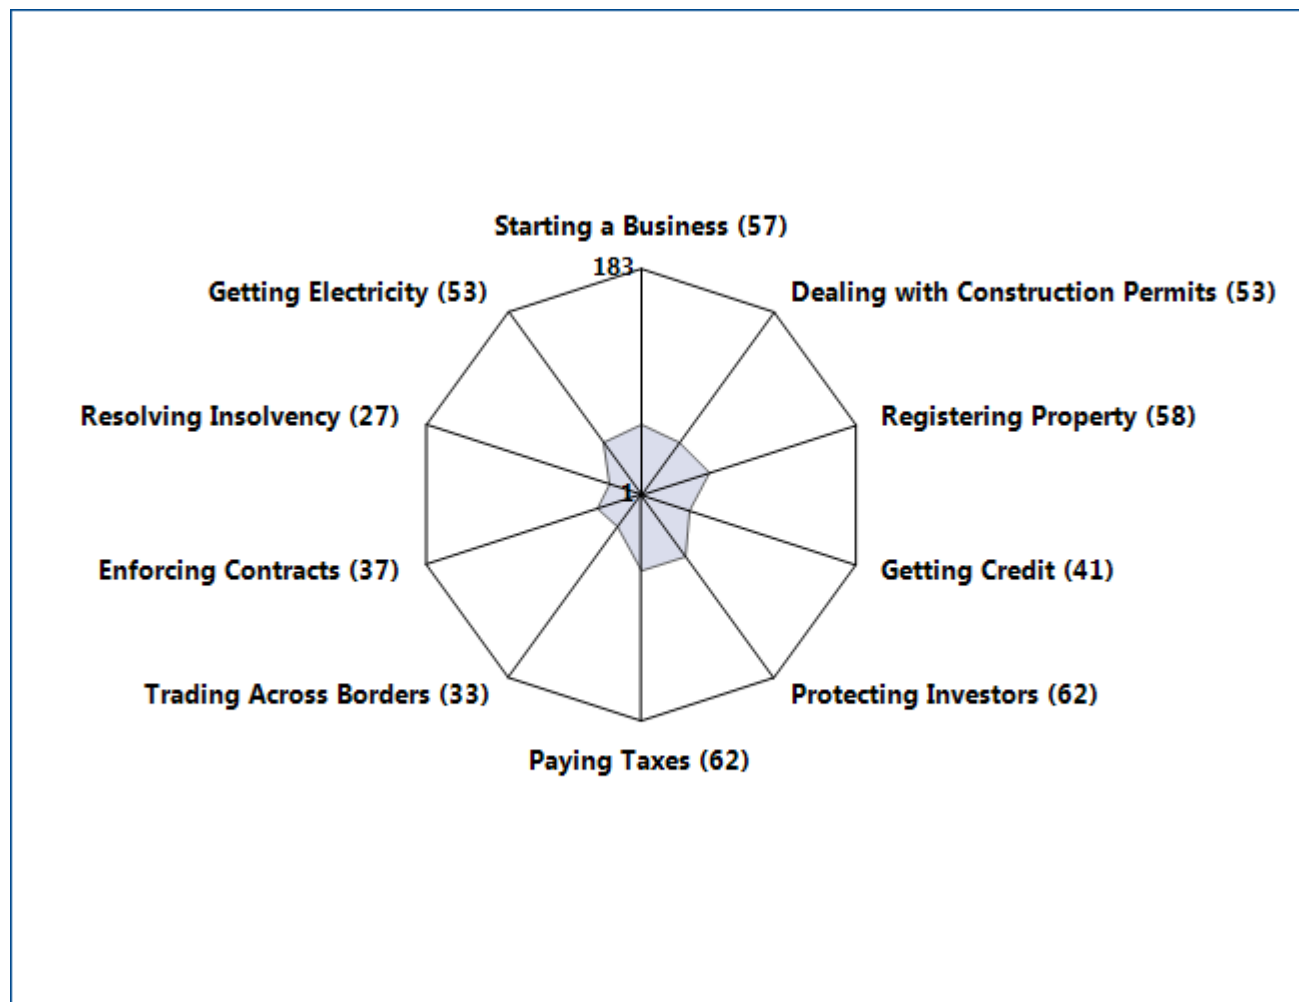 Starting a Business (57)
183
Getting Electricity (53)
Dealing with Construction Permits (53)
Resolving Insolvency (27)
Registering Property (58)
1
Enforcing Contracts (37)
Getting Credit (41)
Trading Across Borders (33)
Protecting Investors (62)
Paying Taxes (62)